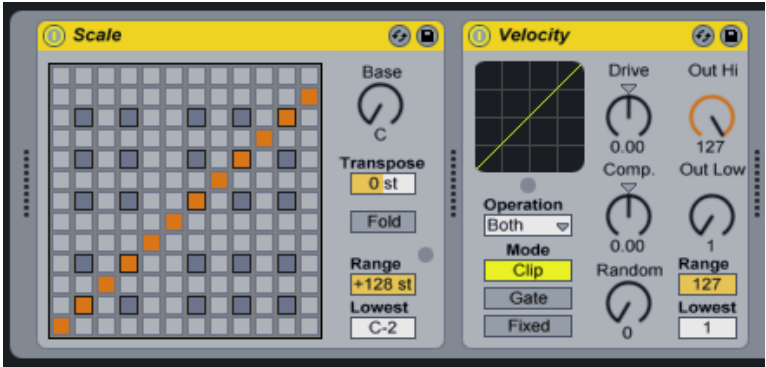 Scale
Base
C
Transpose
0 st
Fold
Range
+128 st
Lowest
C-2
Velocity
Operation
Both
Mode
Clip
Gate
Fixed
Drive
0.00
Comp.
0.00
Random
0
Out Hi
127
Out Low
1
Range
127
Lowest
1